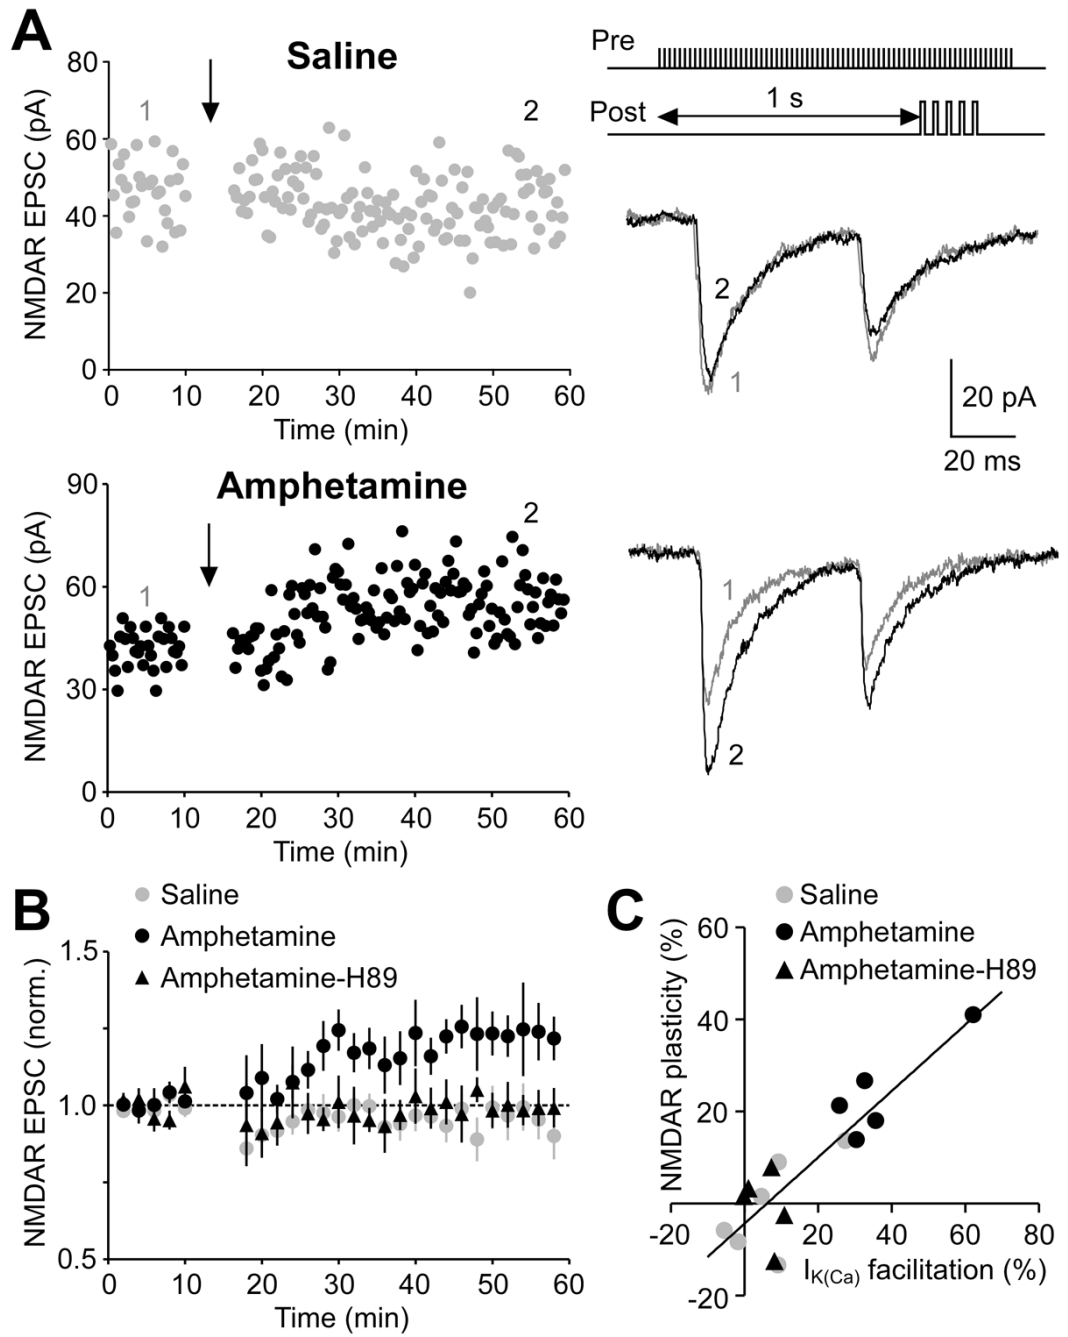 A
Saline
NMDAR EPSC (pA)
80
60
40
20
0
1
2
0 10 20 30 40 50 60
Time (min)
Pre
Post
1 s
2
1
20 pA
20 ms
Amphetamine
NMDAR EPSC (pA)
90
60
30
0
1
2
0 10 20 30 40 50 60
Time (min)
1
2
B
Saline
Amphetamine
Amphetamine-H89
NMDAR EPSC (norm.)
1.5
1.0
0.5
0 10 20 30 40 50 60
Time (min)
C
Saline
Amphetamine
Amphetamine-H89
NMDAR plasticity (%)
60
40
20
-20
-20 20 40 60 80
IK(Ca) facilitation (%)